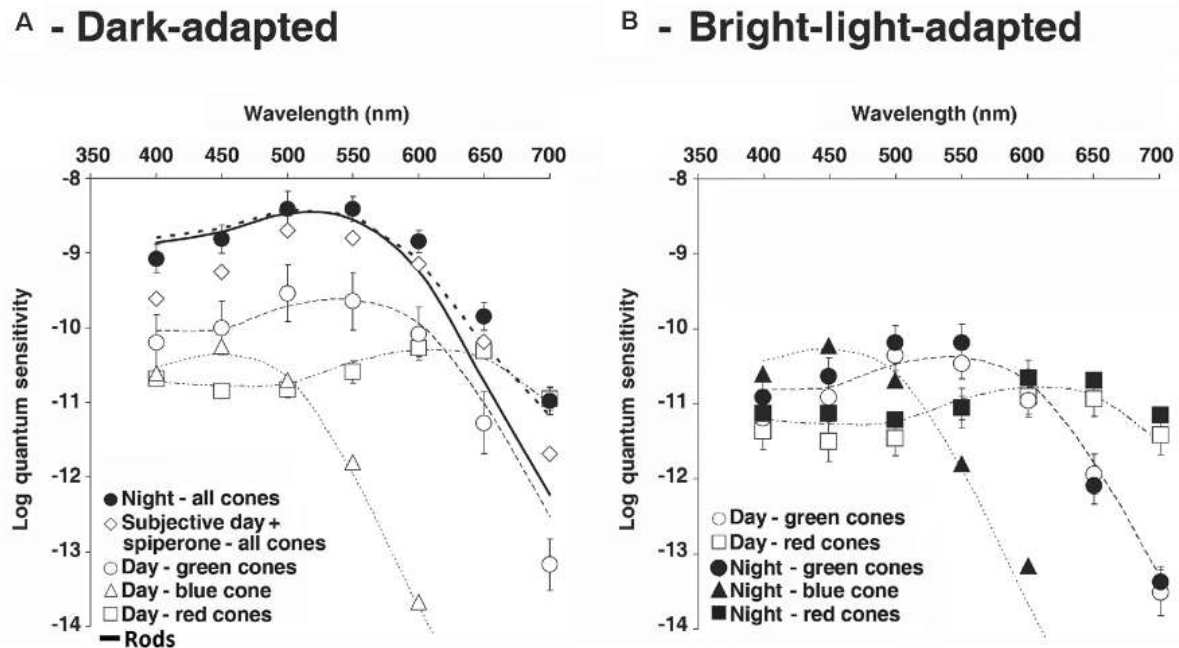 A - Dark-adapted
Wavelength (nm)
350 400 450 500 550 600 650 700
-8
-9
-10
-11
-12
-13
-14
Log quantum sensitivity
Night - all cones
Subjective day +
spiperone - all cones
Day - green cones
Day - blue cone
Day - red cones
Rods
B - Bright-light-adapted
Wavelength (nm)
350 400 450 500 550 600 650 700
-8
-9
-10
-11
-12
-13
-14
Log quantum sensitivity
Day - green cones
Day - red cones
Night - green cones
Night - blue cone
Night - red cones